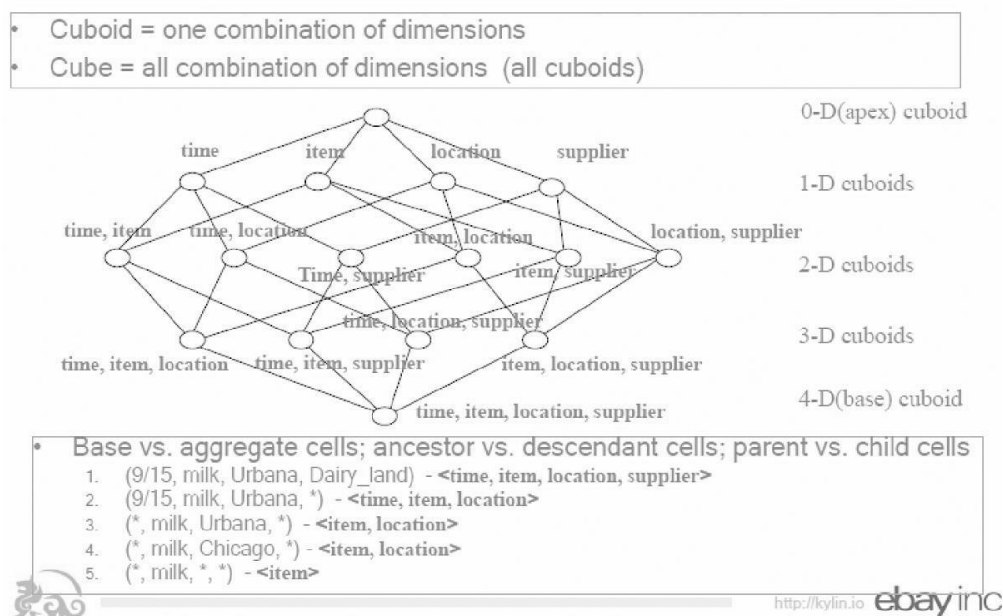 • Cuboid = one combination of dimensions
• Cube = all combination of dimensions (all cuboids)
0-D(apex) cuboid
time
item
location
supplier
1-D cuboids
time, item
time, location
item, location
location, supplier
Time, supplier
item, supplier
2-D cuboids
time, location, supplier
3-D cuboids
time, item, location
time, item, supplier
item, location, supplier
4-D(base) cuboid
time, item, location, supplier
• Base vs. aggregate cells; ancestor vs. descendant cells; parent vs. child cells
1. (9/15, milk, Urbana, Dairy_land) - <time, item, location, supplier>
2. (9/15, milk, Urbana, *) - <time, item, location>
3. (*, milk, Urbana, *) - <item, location>
4. (*, milk, Chicago, *) - <item, location>
5. (*, milk, *, *) - <item>
http://kylin.io ebay inc